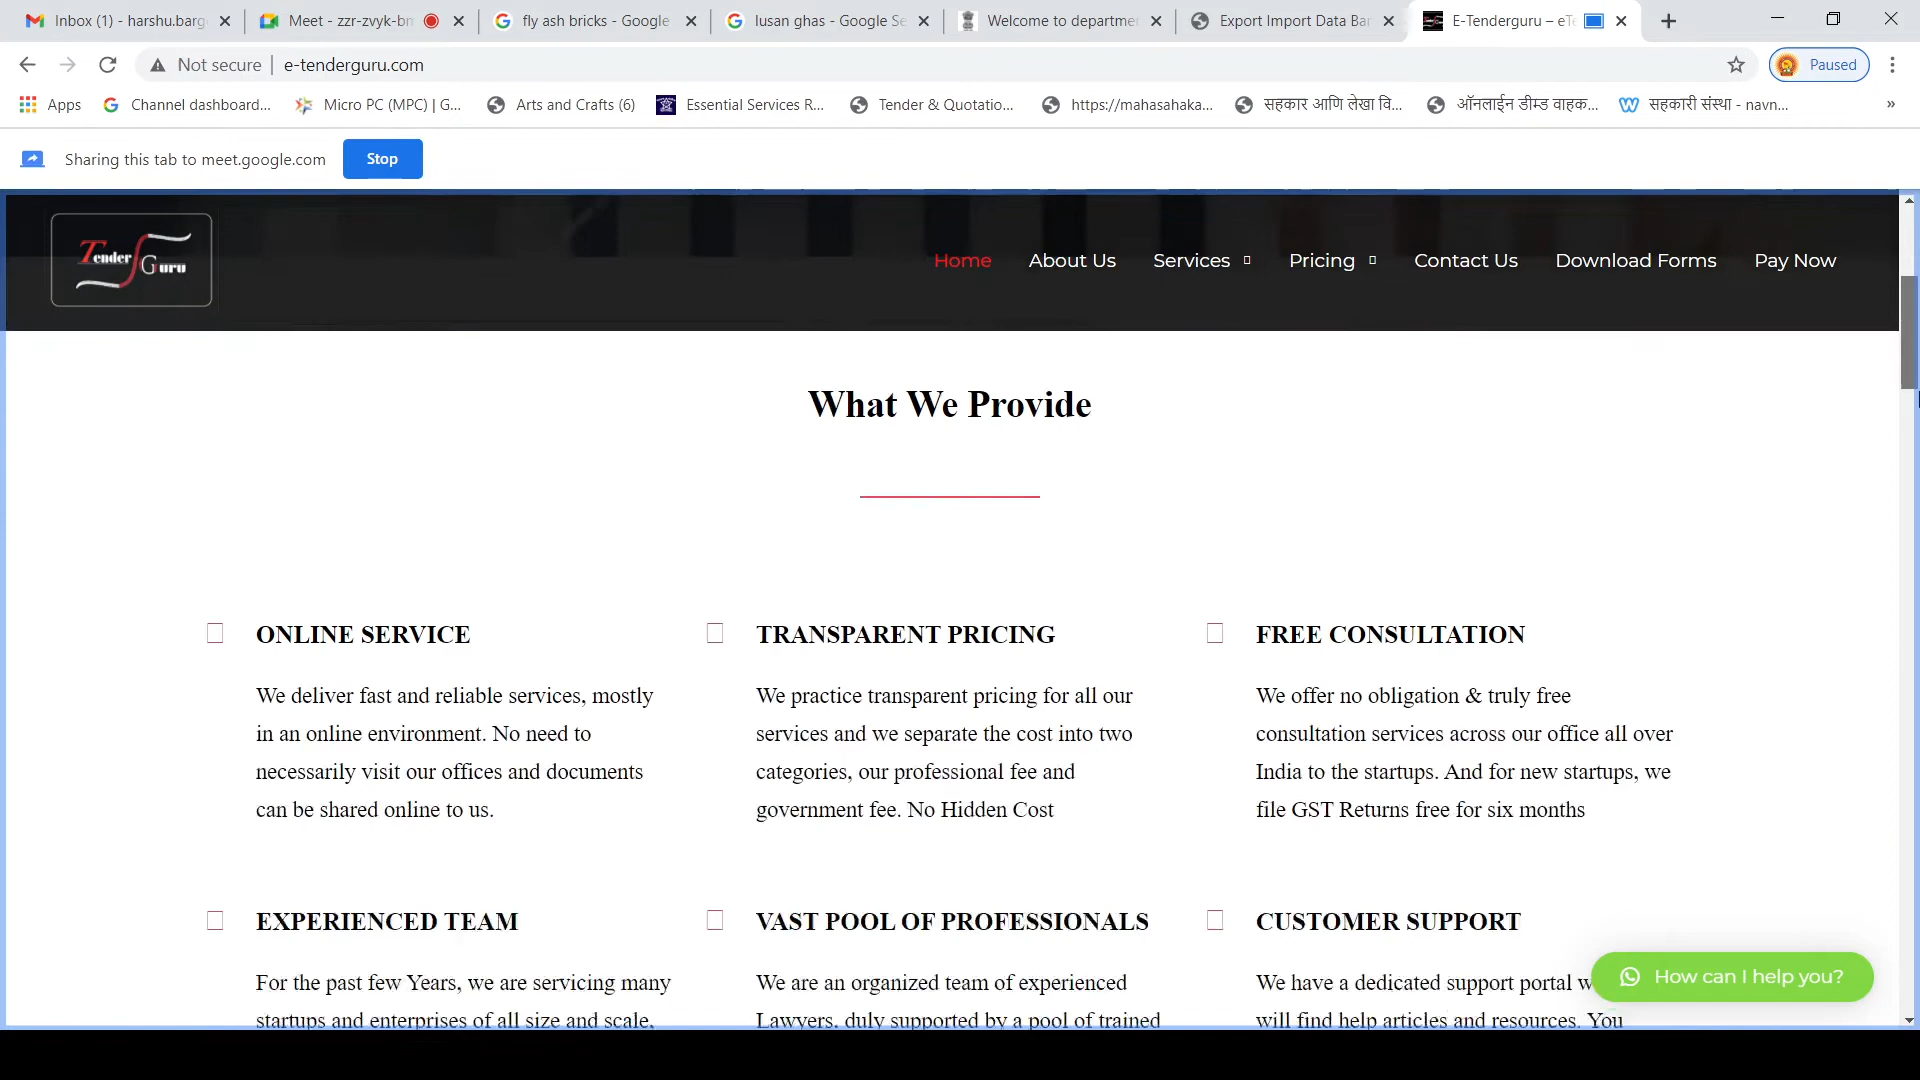 Inbox (1) - harshu.barg
Meet - zzr-zvyk-bm
fly ash bricks - Google
lusan ghas - Google Se
Welcome to departmen
Export Import Data Ban
E-Tenderguru – eTe
Not secure
e-tenderguru.com
Paused
Apps
Channel dashboard...
Micro PC (MPC) | G...
Arts and Crafts (6)
Essential Services R...
Tender & Quotatio...
https://mahasahaka...
सहकार आणि लेखा वि...
ऑनलाईन डीम्ड वाहक...
सहकारी संस्था - navn...
»
Sharing this tab to meet.google.com
Stop
Tender
Guru
Home
About Us
Services
Pricing
Contact Us
Download Forms
Pay Now
What We Provide
ONLINE SERVICE
We deliver fast and reliable services, mostly
in an online environment. No need to
necessarily visit our offices and documents
can be shared online to us.
TRANSPARENT PRICING
We practice transparent pricing for all our
services and we separate the cost into two
categories, our professional fee and
government fee. No Hidden Cost
FREE CONSULTATION
We offer no obligation & truly free
consultation services across our office all over
India to the startups. And for new startups, we
file GST Returns free for six months
EXPERIENCED TEAM
For the past few Years, we are servicing many
startups and enterprises of all size and scale,
VAST POOL OF PROFESSIONALS
We are an organized team of experienced
Lawyers, duly supported by a pool of trained
CUSTOMER SUPPORT
We have a dedicated support portal w
will find help articles and resources. You
How can I help you?